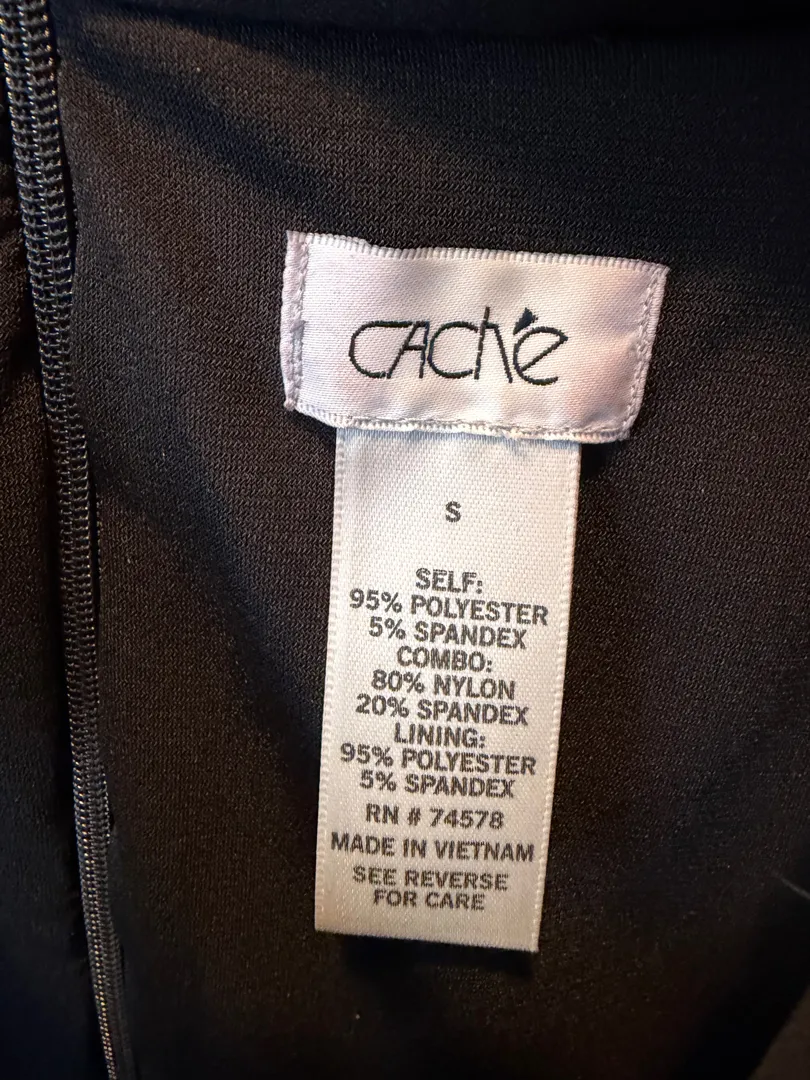 CACHé
S
SELF:
95% POLYESTER
5% SPANDEX
COMBO:
80% NYLON
20% SPANDEX
LINING:
95% POLYESTER
5% SPANDEX
RN # 74578
MADE IN VIETNAM
SEE REVERSE
FOR CARE